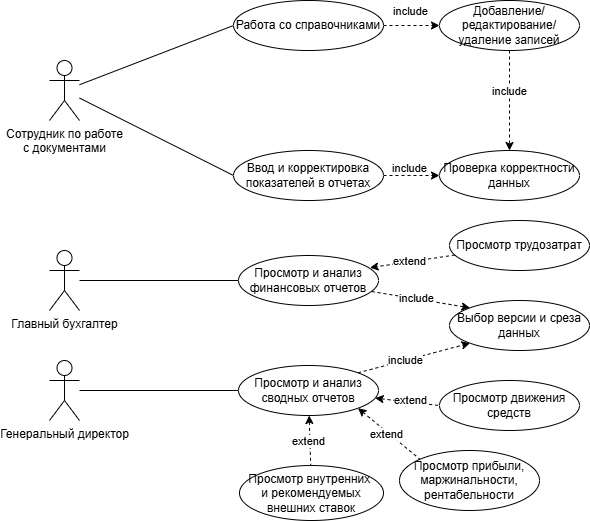 Работа со справочниками
include
Добавление/
редактирование/
удаление записей
include
Сотрудник по работе
с документами
Ввод и корректировка
показателей в отчетах
include
Проверка корректности
данных
Просмотр трудозатрат
extend
Просмотр и анализ
финансовых отчетов
include
Главный бухгалтер
Выбор версии и среза
данных
include
Просмотр и анализ
сводных отчетов
Генеральный директор
extend
Просмотр движения
средств
extend
extend
Просмотр прибыли,
маржинальности,
рентабельности
Просмотр внутренних
и рекомендуемых
внешних ставок